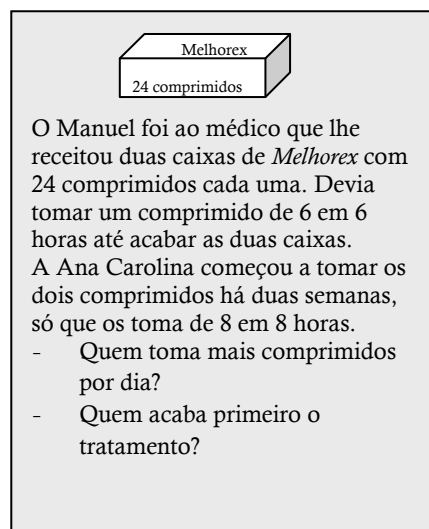 Melhorex
24 comprimidos
O Manuel foi ao médico que lhe
receitou duas caixas de Melhorex com
24 comprimidos cada uma. Devia
tomar um comprimido de 6 em 6
horas até acabar as duas caixas.
A Ana Carolina começou a tomar os
dois comprimidos há duas semanas,
só que os toma de 8 em 8 horas.
- Quem toma mais comprimidos
por dia?
- Quem acaba primeiro o
tratamento?